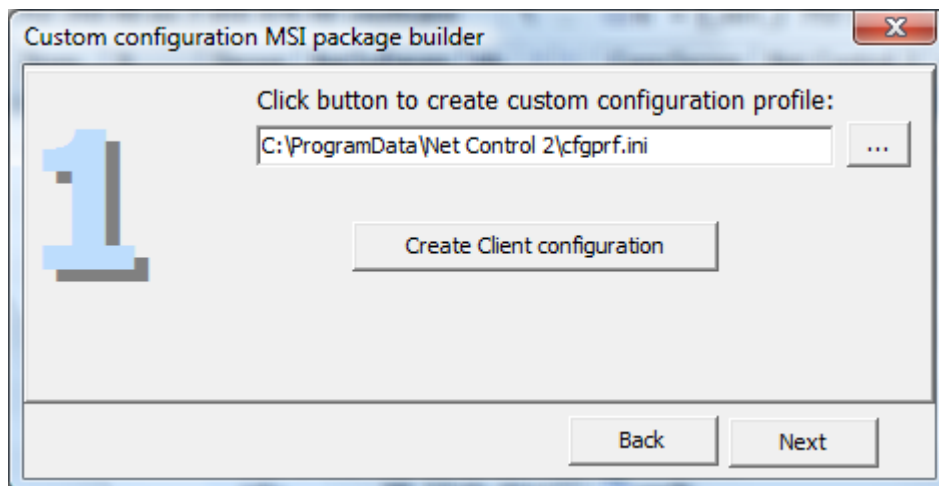 Custom configuration MSI package builder
X
Click button to create custom configuration profile:
C:\ProgramData\Net Control 2\cfgprf.ini
...
1
Create Client configuration
Back
Next